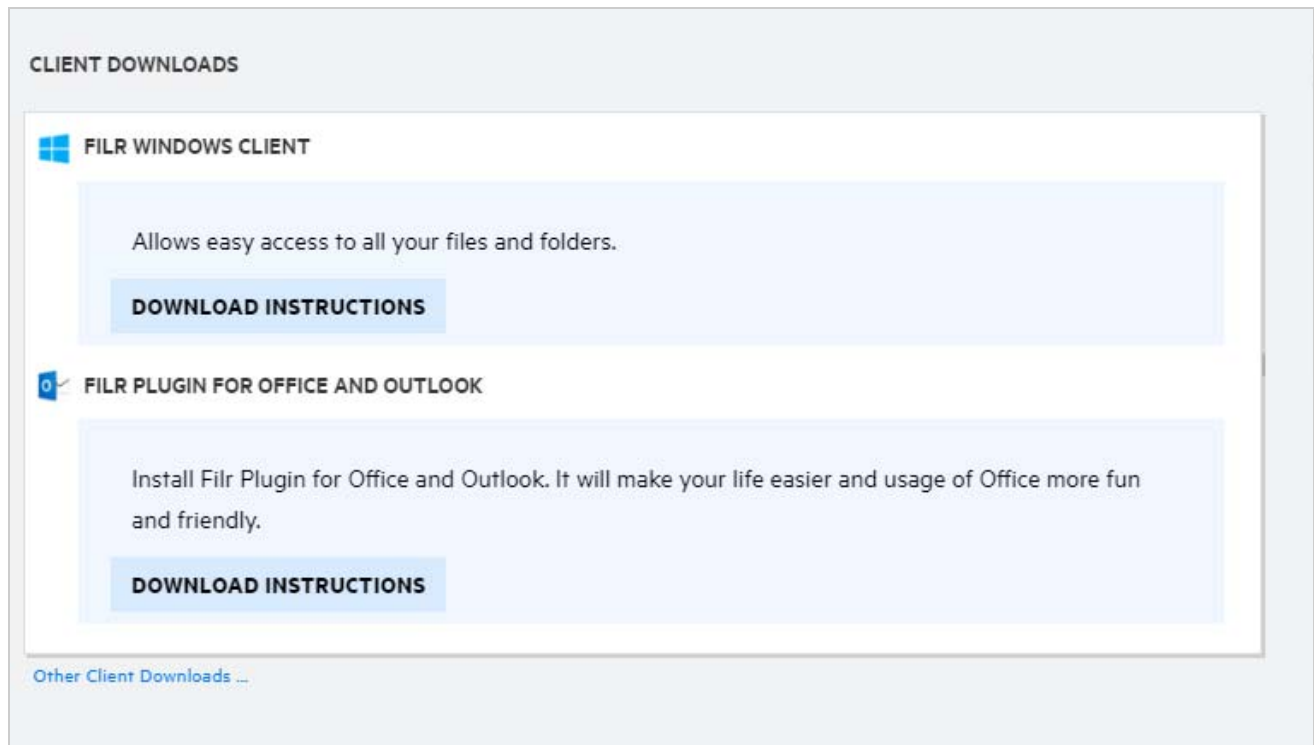 CLIENT DOWNLOADS
FILR WINDOWS CLIENT
Allows easy access to all your files and folders.
DOWNLOAD INSTRUCTIONS
FILR PLUGIN FOR OFFICE AND OUTLOOK
Install Filr Plugin for Office and Outlook. It will make your life easier and usage of Office more fun
and friendly.
DOWNLOAD INSTRUCTIONS
Other Client Downloads ...